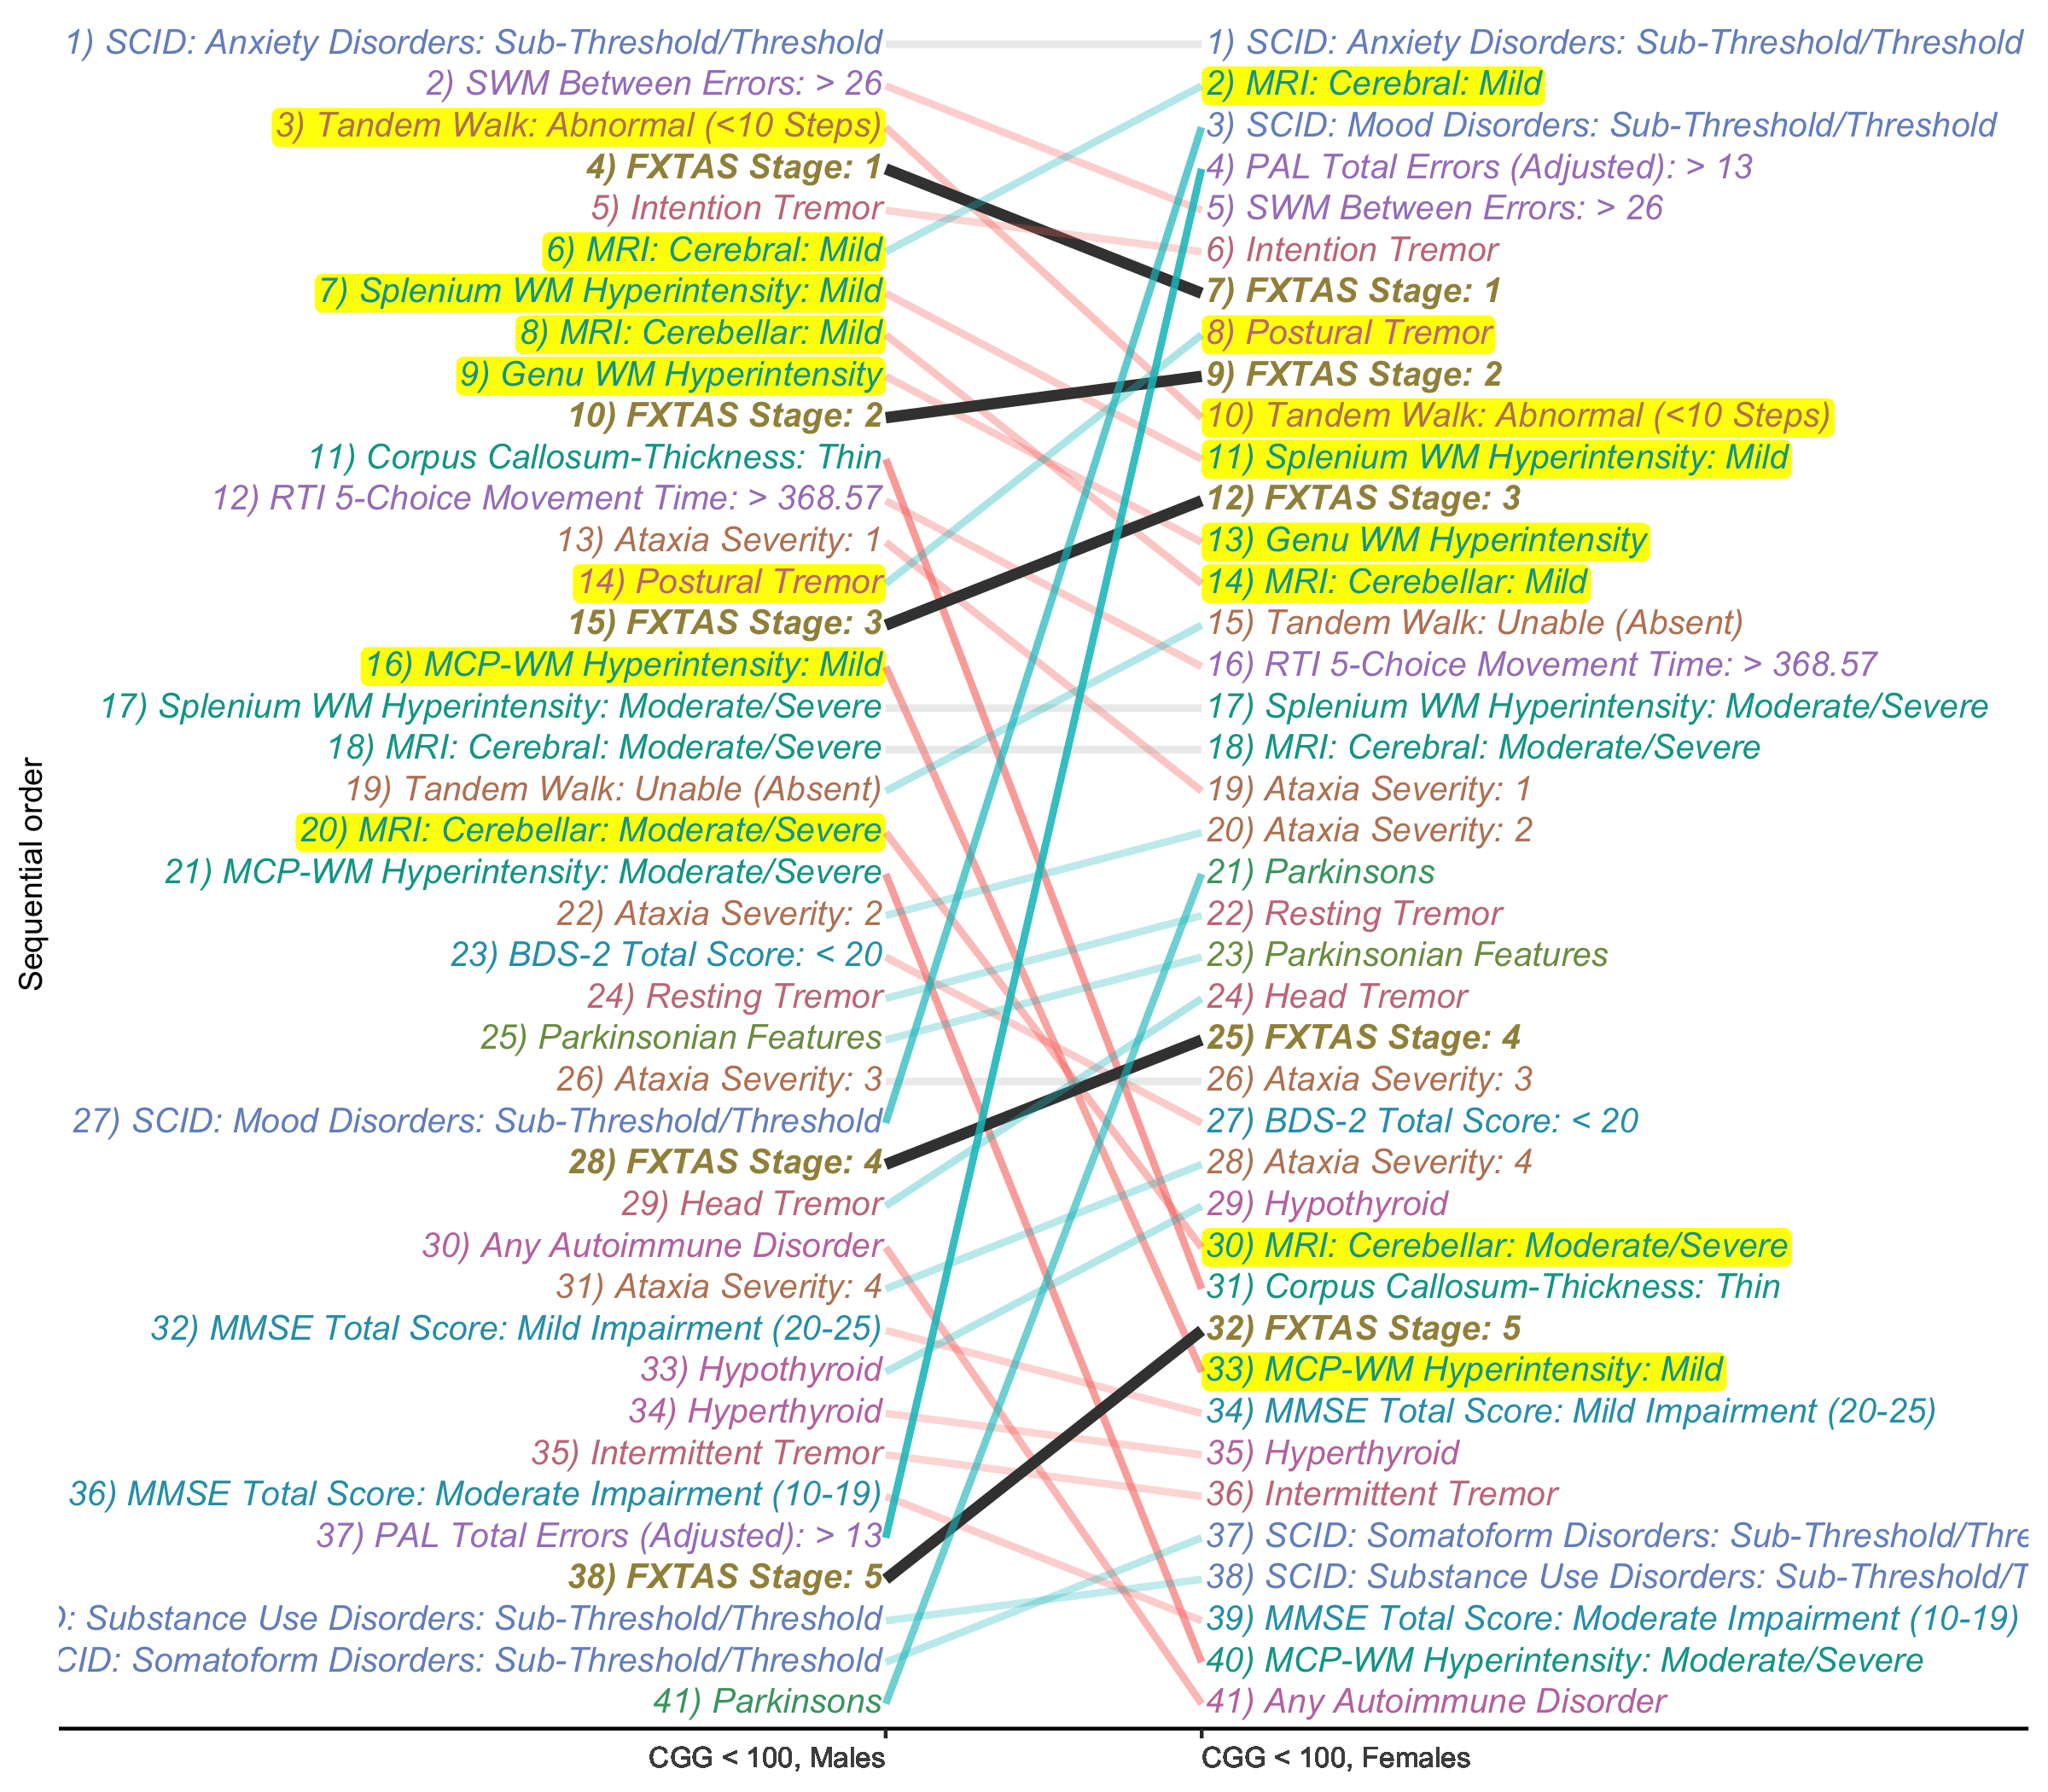 Sequential order
1) SCID: Anxiety Disorders: Sub-Threshold/Threshold
2) SWM Between Errors: > 26
3) Tandem Walk: Abnormal (<10 Steps)
4) FXTAS Stage: 1
5) Intention Tremor
6) MRI: Cerebral: Mild
7) Splenium WM Hyperintensity: Mild
8) MRI: Cerebellar: Mild
9) Genu WM Hyperintensity
10) FXTAS Stage: 2
11) Corpus Callosum-Thickness: Thin
12) RTI 5-Choice Movement Time: > 368.57
13) Ataxia Severity: 1
14) Postural Tremor
15) FXTAS Stage: 3
16) MCP-WM Hyperintensity: Mild
17) Splenium WM Hyperintensity: Moderate/Severe
18) MRI: Cerebral: Moderate/Severe
19) Tandem Walk: Unable (Absent)
20) MRI: Cerebellar: Moderate/Severe
21) MCP-WM Hyperintensity: Moderate/Severe
22) Ataxia Severity: 2
23) BDS-2 Total Score: < 20
24) Resting Tremor
25) Parkinsonian Features
26) Ataxia Severity: 3
27) SCID: Mood Disorders: Sub-Threshold/Threshold
28) FXTAS Stage: 4
29) Head Tremor
30) Any Autoimmune Disorder
31) Ataxia Severity: 4
32) MMSE Total Score: Mild Impairment (20-25)
33) Hypothyroid
34) Hyperthyroid
35) Intermittent Tremor
36) MMSE Total Score: Moderate Impairment (10-19)
37) PAL Total Errors (Adjusted): > 13
38) FXTAS Stage: 5
: Substance Use Disorders: Sub-Threshold/Threshold
CID: Somatoform Disorders: Sub-Threshold/Threshold
41) Parkinsons
1) SCID: Anxiety Disorders: Sub-Threshold/Threshold
2) MRI: Cerebral: Mild
3) SCID: Mood Disorders: Sub-Threshold/Threshold
4) PAL Total Errors (Adjusted): > 13
5) SWM Between Errors: > 26
6) Intention Tremor
7) FXTAS Stage: 1
8) Postural Tremor
9) FXTAS Stage: 2
10) Tandem Walk: Abnormal (<10 Steps)
11) Splenium WM Hyperintensity: Mild
12) FXTAS Stage: 3
13) Genu WM Hyperintensity
14) MRI: Cerebellar: Mild
15) Tandem Walk: Unable (Absent)
16) RTI 5-Choice Movement Time: > 368.57
17) Splenium WM Hyperintensity: Moderate/Severe
18) MRI: Cerebral: Moderate/Severe
19) Ataxia Severity: 1
20) Ataxia Severity: 2
21) Parkinsons
22) Resting Tremor
23) Parkinsonian Features
24) Head Tremor
25) FXTAS Stage: 4
26) Ataxia Severity: 3
27) BDS-2 Total Score: < 20
28) Ataxia Severity: 4
29) Hypothyroid
30) MRI: Cerebellar: Moderate/Severe
31) Corpus Callosum-Thickness: Thin
32) FXTAS Stage: 5
33) MCP-WM Hyperintensity: Mild
34) MMSE Total Score: Mild Impairment (20-25)
35) Hyperthyroid
36) Intermittent Tremor
37) SCID: Somatoform Disorders: Sub-Threshold/Thre
38) SCID: Substance Use Disorders: Sub-Threshold/T
39) MMSE Total Score: Moderate Impairment (10-19)
40) MCP-WM Hyperintensity: Moderate/Severe
41) Any Autoimmune Disorder
CGG < 100, Males
CGG < 100, Females